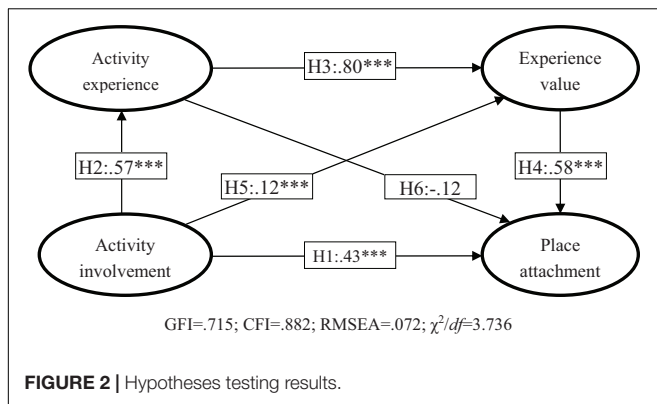 Activity
experience
H3:.80***
Experience
value
H2:.57***
H5:.12***
H6:-.12
H4:.58***
Activity
involvement
H1:.43***
Place
attachment
GFI=.715; CFI=.882; RMSEA=.072; χ²/df=3.736
FIGURE 2 | Hypotheses testing results.